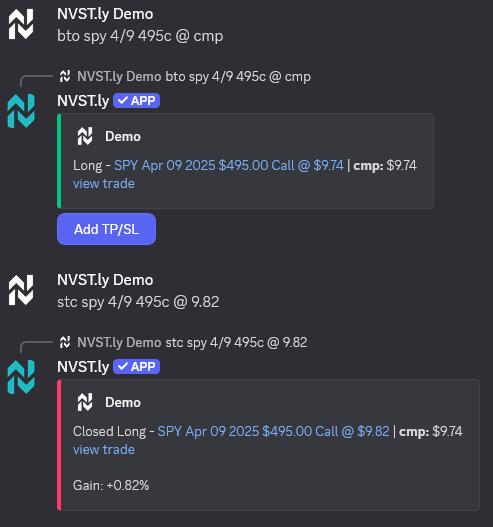 NVST.ly Demo
bto spy 4/9 495c @ cmp
NVST.ly Demo bto spy 4/9 495c @ cmp
NVST.ly APP
Demo
Long - SPY Apr 09 2025 $495.00 Call @ $9.74 | cmp: $9.74
view trade
Add TP/SL
NVST.ly Demo
stc spy 4/9 495c @ 9.82
NVST.ly Demo stc spy 4/9 495c @ 9.82
NVST.ly APP
Demo
Closed Long - SPY Apr 09 2025 $495.00 Call @ $9.82 | cmp: $9.74
view trade
Gain: +0.82%